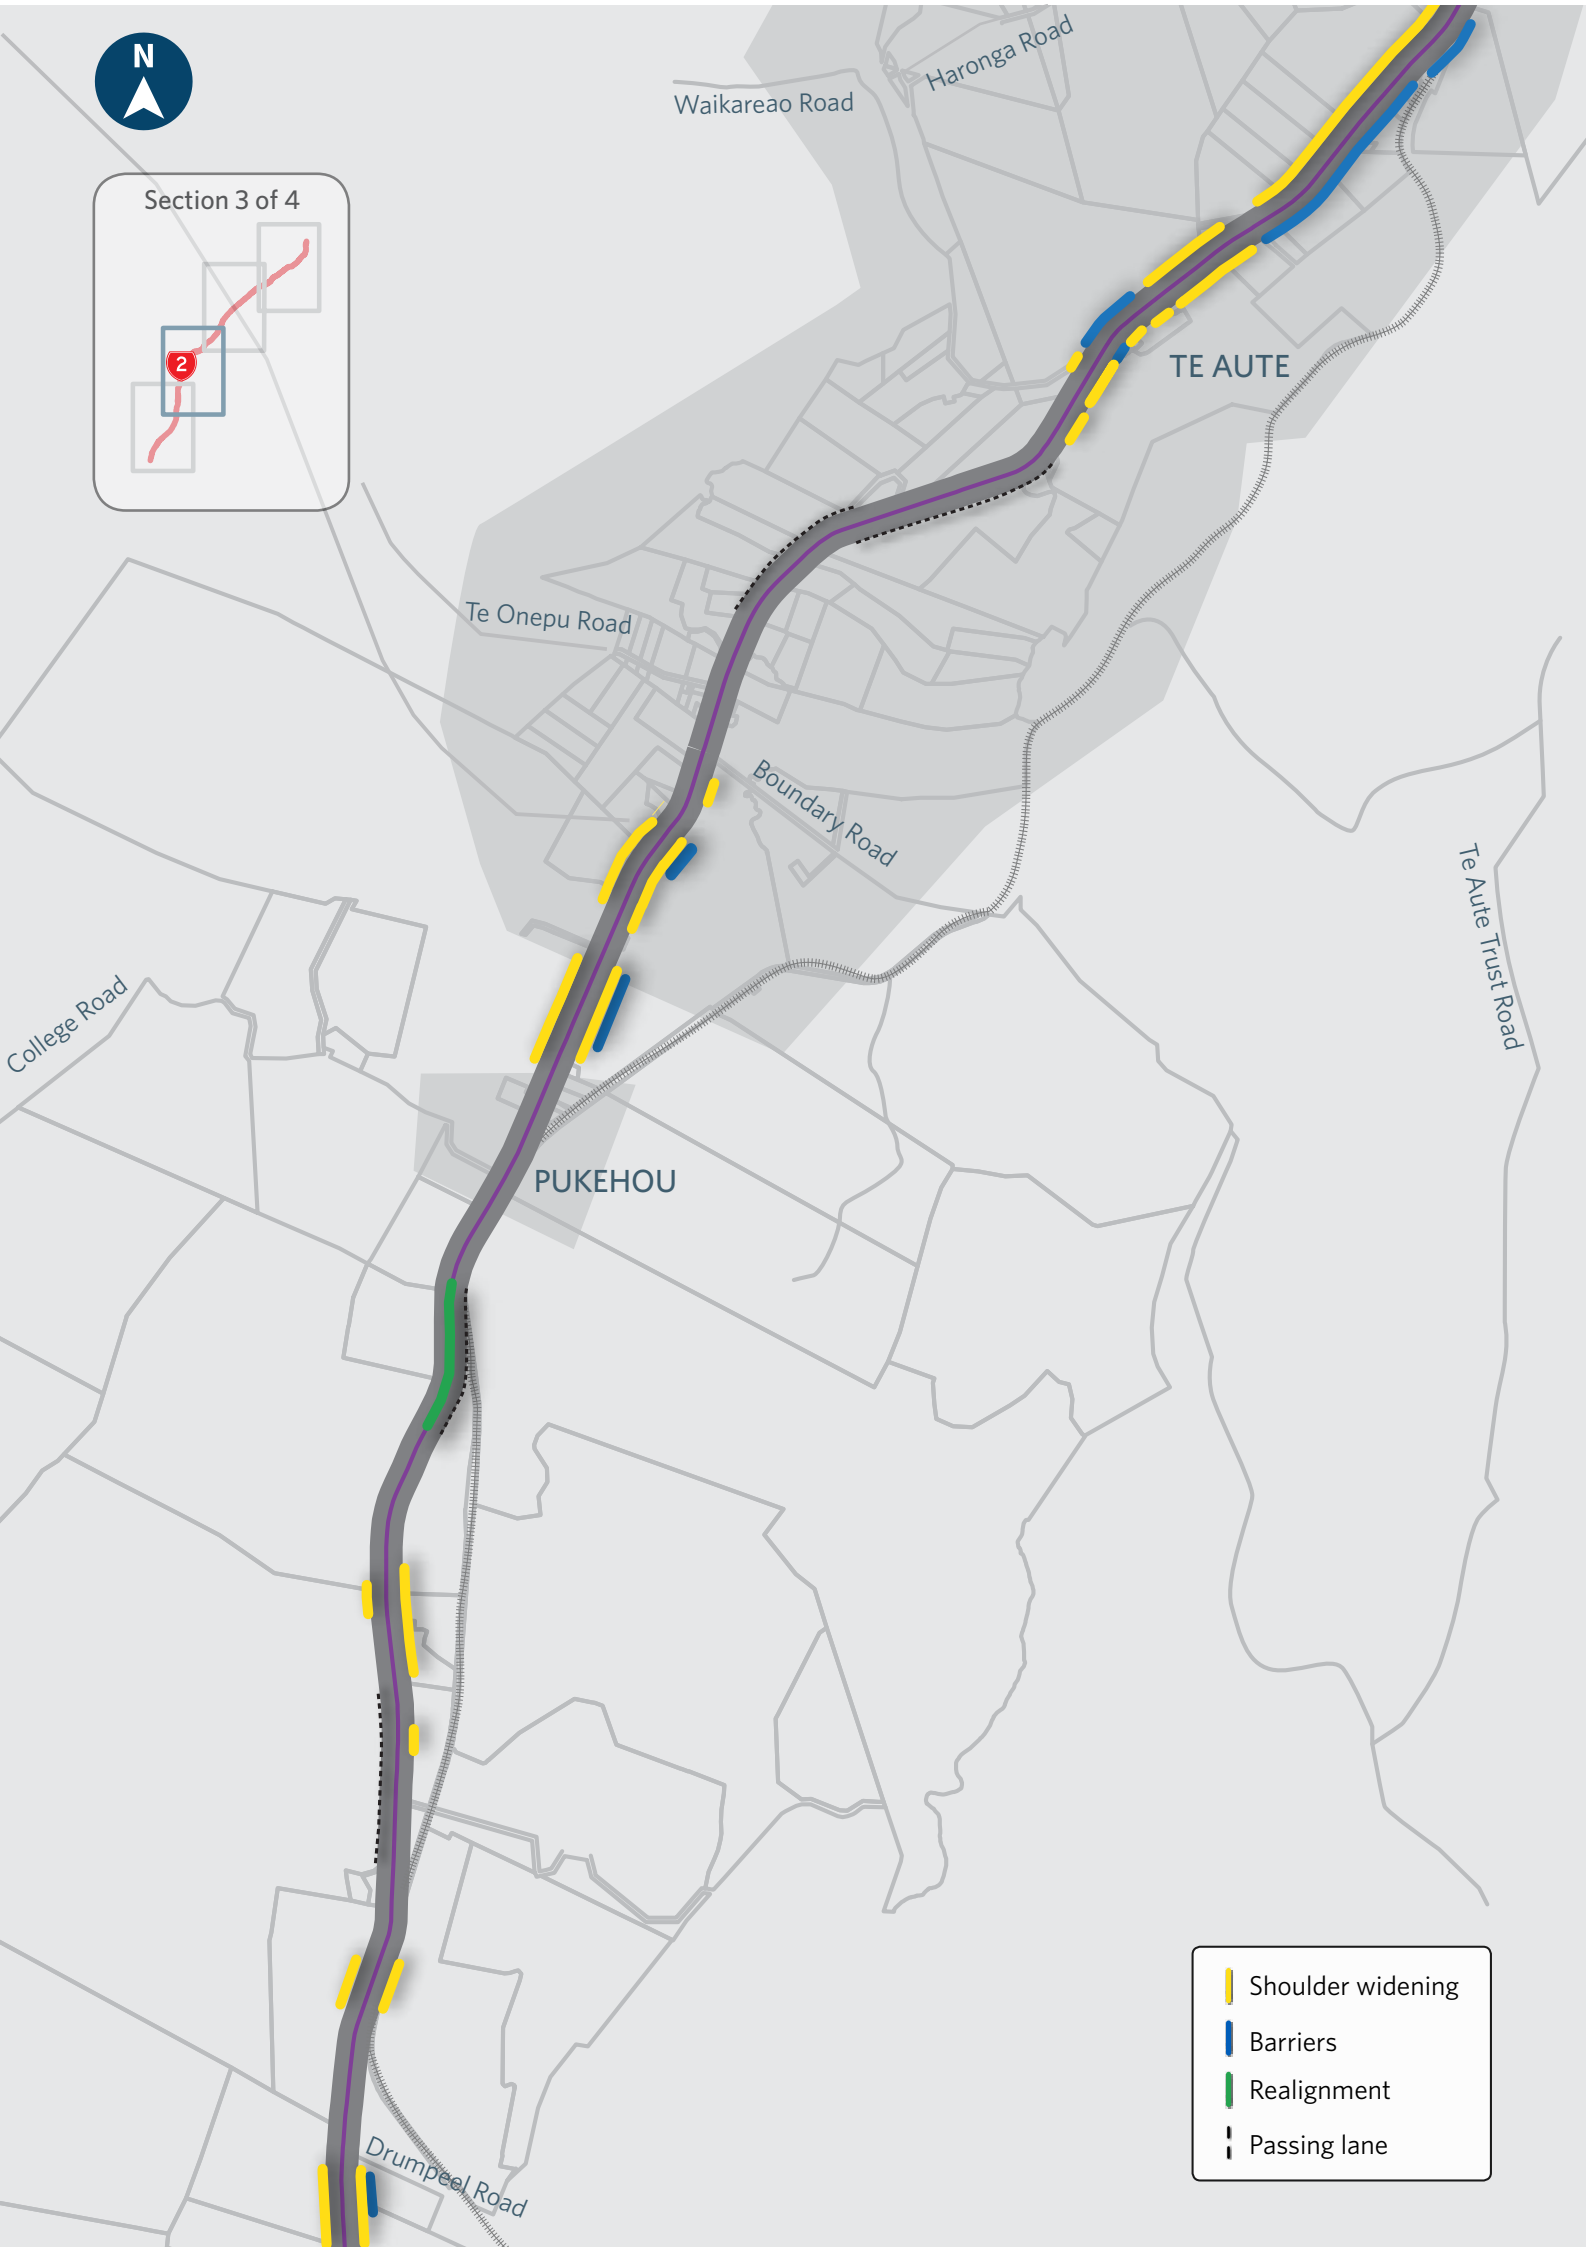 N
Haronga Road
Waikareao Road
Section 3 of 4
2
TE AUTE
Te Onepu Road
Boundary Road
Te Aute Trust Road
College Road
PUKEHOU
Shoulder widening
Barriers
Realignment
Passing lane
Drumpeel Road